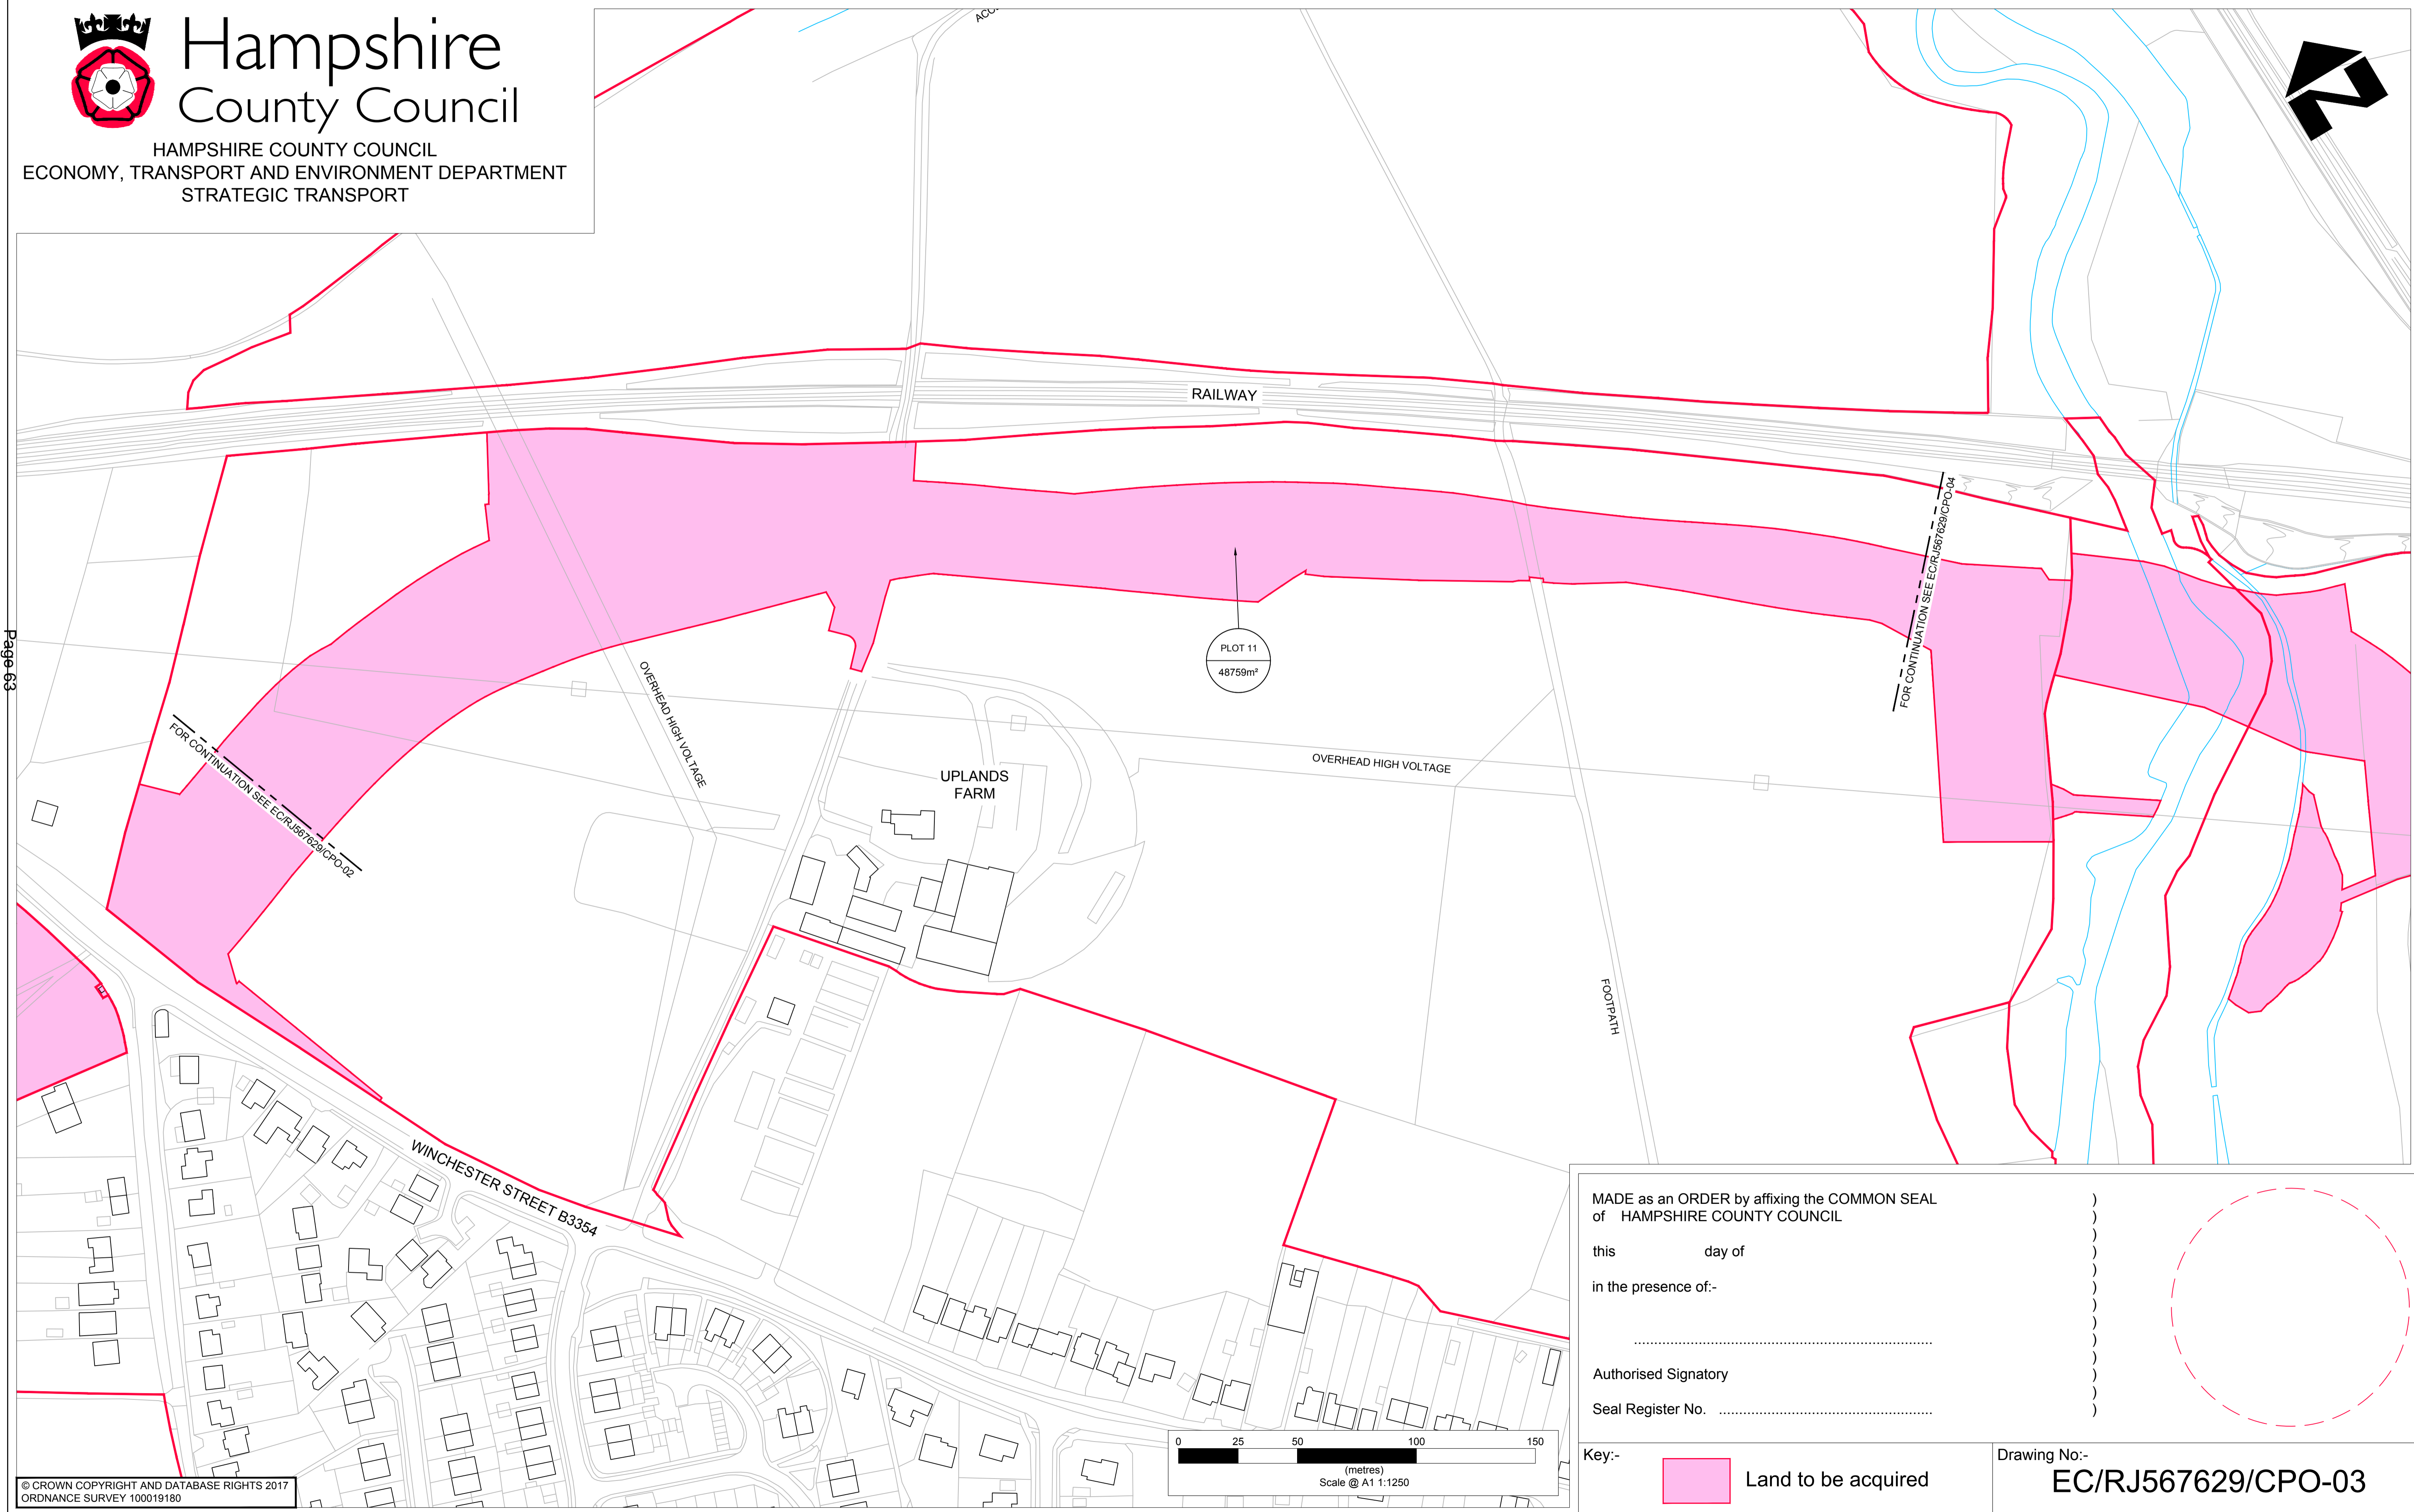 Hampshire
County Council
HAMPSHIRE COUNTY COUNCIL
ECONOMY, TRANSPORT AND ENVIRONMENT DEPARTMENT
STRATEGIC TRANSPORT
RAILWAY
FOR CONTINUATION SEE EC/RJ567629/CPO-04
Page 63
PLOT 11
48759m²
OVERHEAD HIGH VOLTAGE
FOR CONTINUATION SEE EC/RJ567629/CPO-02
UPLANDS
FARM
OVERHEAD HIGH VOLTAGE
FOOTPATH
WINCHESTER STREET B3354
MADE as an ORDER by affixing the COMMON SEAL )
of HAMPSHIRE COUNTY COUNCIL )
)
this day of )
)
in the presence of:- )
)
)
.......................................................................... )
)
Authorised Signatory )
)
Seal Register No. ..................................................... )
0 25 50 100 150
(metres)
Scale @ A1 1:1250
Key:-
Land to be acquired
Drawing No:-
EC/RJ567629/CPO-03
© CROWN COPYRIGHT AND DATABASE RIGHTS 2017
ORDNANCE SURVEY 100019180